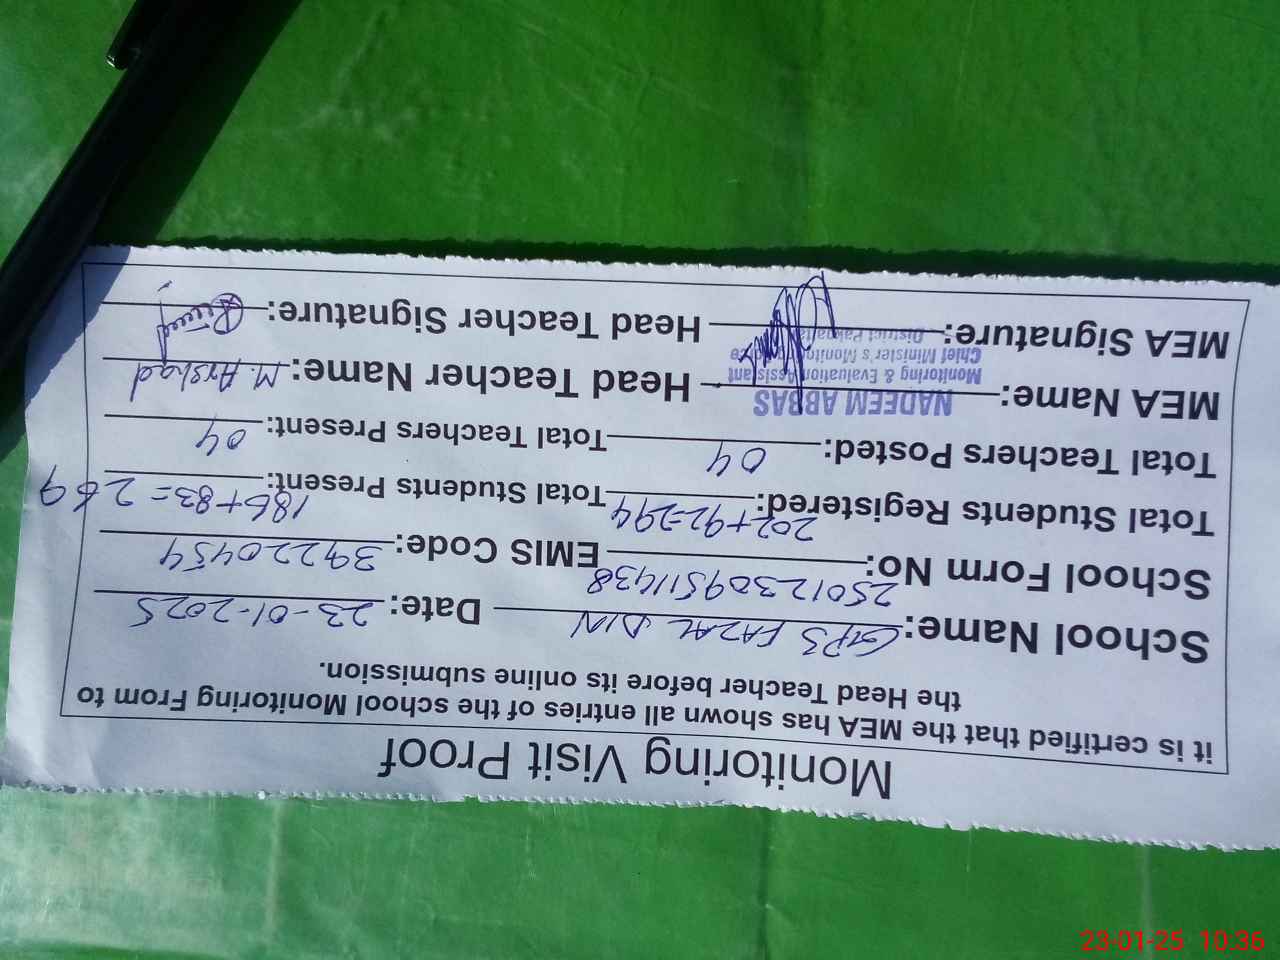 Monitoring Visit Proof
it is certified that the MEA has shown all entries of the school Monitoring From to
the Head Teacher before its online submission.
School Name: GPS FAZAL DIN Date: 23-01-2025
School Form No: 25012309511438 EMIS Code: 39220454
Total Students Registered: 202+92=294 Total Students Present: 186+83=269
Total Teachers Posted: 04 Total Teachers Present: 04
MEA Name: NADEEM ABBAS Head Teacher Name: M. Arshad
Monitoring & Evaluation Assistant
Chief Minister's Monitoring Force
District Pakpattan
MEA Signature: Head Teacher Signature:
23-01-25 10:36